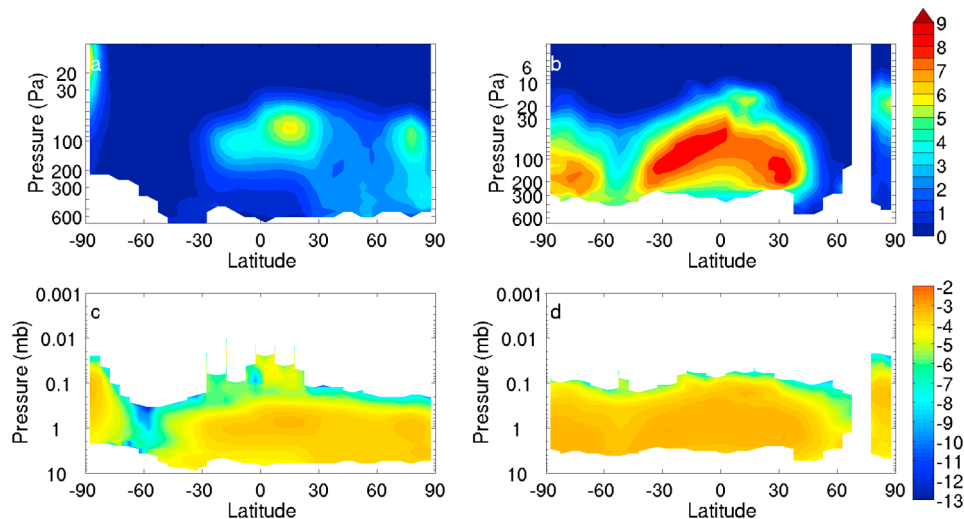 a
Pressure (Pa)
20
30
100
200
300
600
-90 -60 -30 0 30 60 90
Latitude
b
Pressure (Pa)
6
10
20
30
100
200
300
600
-90 -60 -30 0 30 60 90
Latitude
9
8
7
6
5
4
3
2
1
0
c
Pressure (mb)
0.001
0.01
0.1
1
10
-90 -60 -30 0 30 60 90
Latitude
d
Pressure (mb)
0.001
0.01
0.1
1
10
-90 -60 -30 0 30 60 90
Latitude
-2
-3
-4
-5
-6
-7
-8
-9
-10
-11
-12
-13